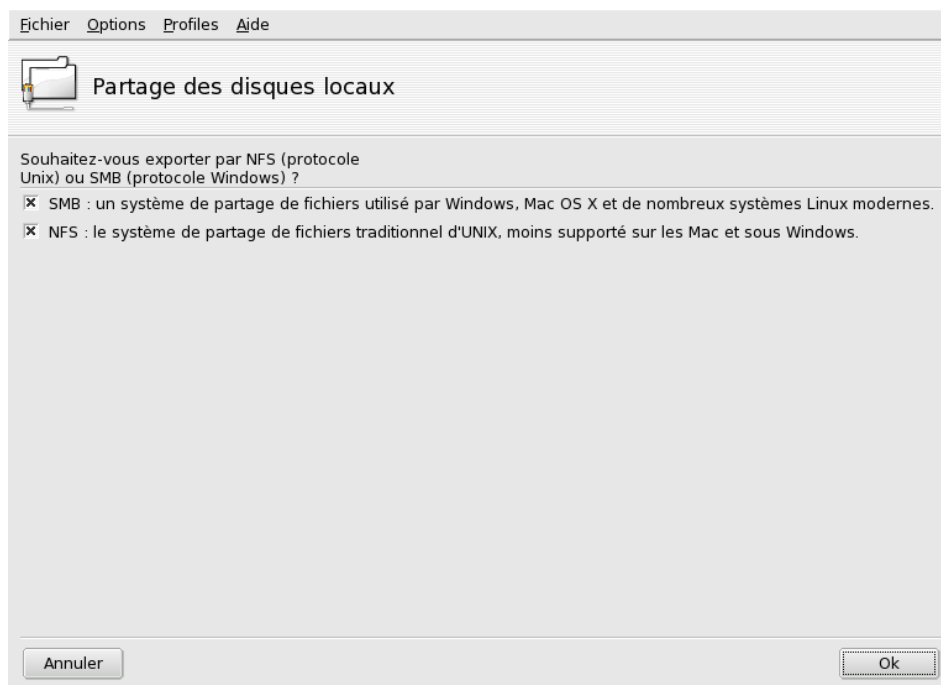 Fichier Options Profiles Aide
Partage des disques locaux
Souhaitez-vous exporter par NFS (protocole
Unix) ou SMB (protocole Windows) ?
SMB : un système de partage de fichiers utilisé par Windows, Mac OS X et de nombreux systèmes Linux modernes.
NFS : le système de partage de fichiers traditionnel d'UNIX, moins supporté sur les Mac et sous Windows.
Annuler Ok